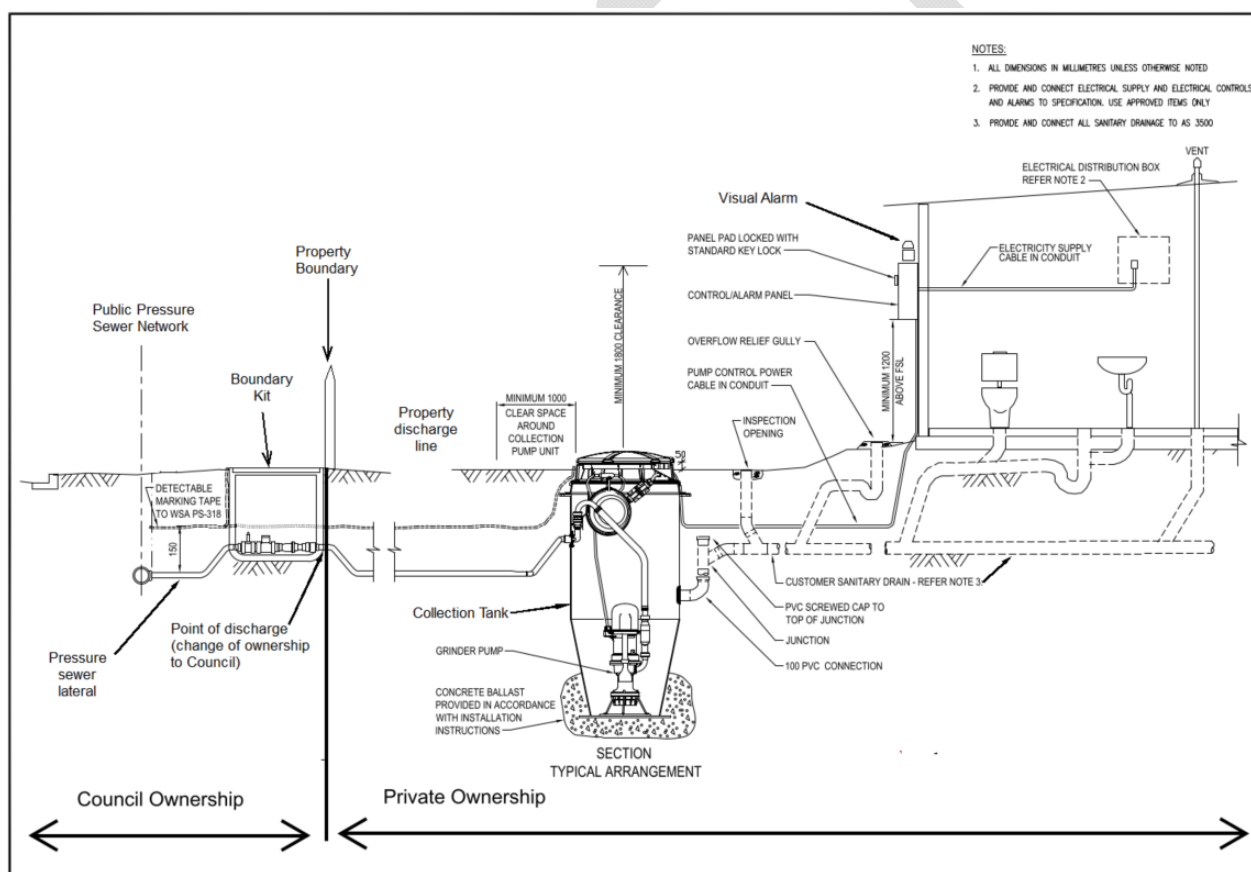 NOTES:
1. ALL DIMENSIONS IN MILLIMETRES UNLESS OTHERWISE NOTED
2. PROVIDE AND CONNECT ELECTRICAL SUPPLY AND ELECTRICAL CONTROLS
AND ALARMS TO SPECIFICATION. USE APPROVED ITEMS ONLY
3. PROVIDE AND CONNECT ALL SANITARY DRAINAGE TO AS 3500
VENT
ELECTRICAL DISTRIBUTION BOX
REFER NOTE 2
Visual Alarm
PANEL PAD LOCKED WITH
STANDARD KEY LOCK
ELECTRICITY SUPPLY
CABLE IN CONDUIT
CONTROL/ALARM PANEL
Property
Boundary
MINIMUM 1800 CLEARANCE
Public Pressure
Sewer Network
OVERFLOW RELIEF GULLY
MINIMUM 1200
ABOVE FSL
PUMP CONTROL POWER
CABLE IN CONDUIT
Boundary
Kit
MINIMUM 1000
CLEAR SPACE
AROUND
COLLECTION
PUMP UNIT
Property
discharge
line
INSPECTION
OPENING
50
DETECTABLE
MARKING TAPE
TO WSA PS-318
150
CUSTOMER SANITARY DRAIN - REFER NOTE 3
PVC SCREWED CAP TO
TOP OF JUNCTION
JUNCTION
100 PVC CONNECTION
Collection Tank
Point of discharge
(change of ownership
to Council)
Pressure
sewer
lateral
GRINDER PUMP
CONCRETE BALLAST
PROVIDED IN ACCORDANCE
WITH INSTALLATION
INSTRUCTIONS
SECTION
TYPICAL ARRANGEMENT
Council Ownership
Private Ownership